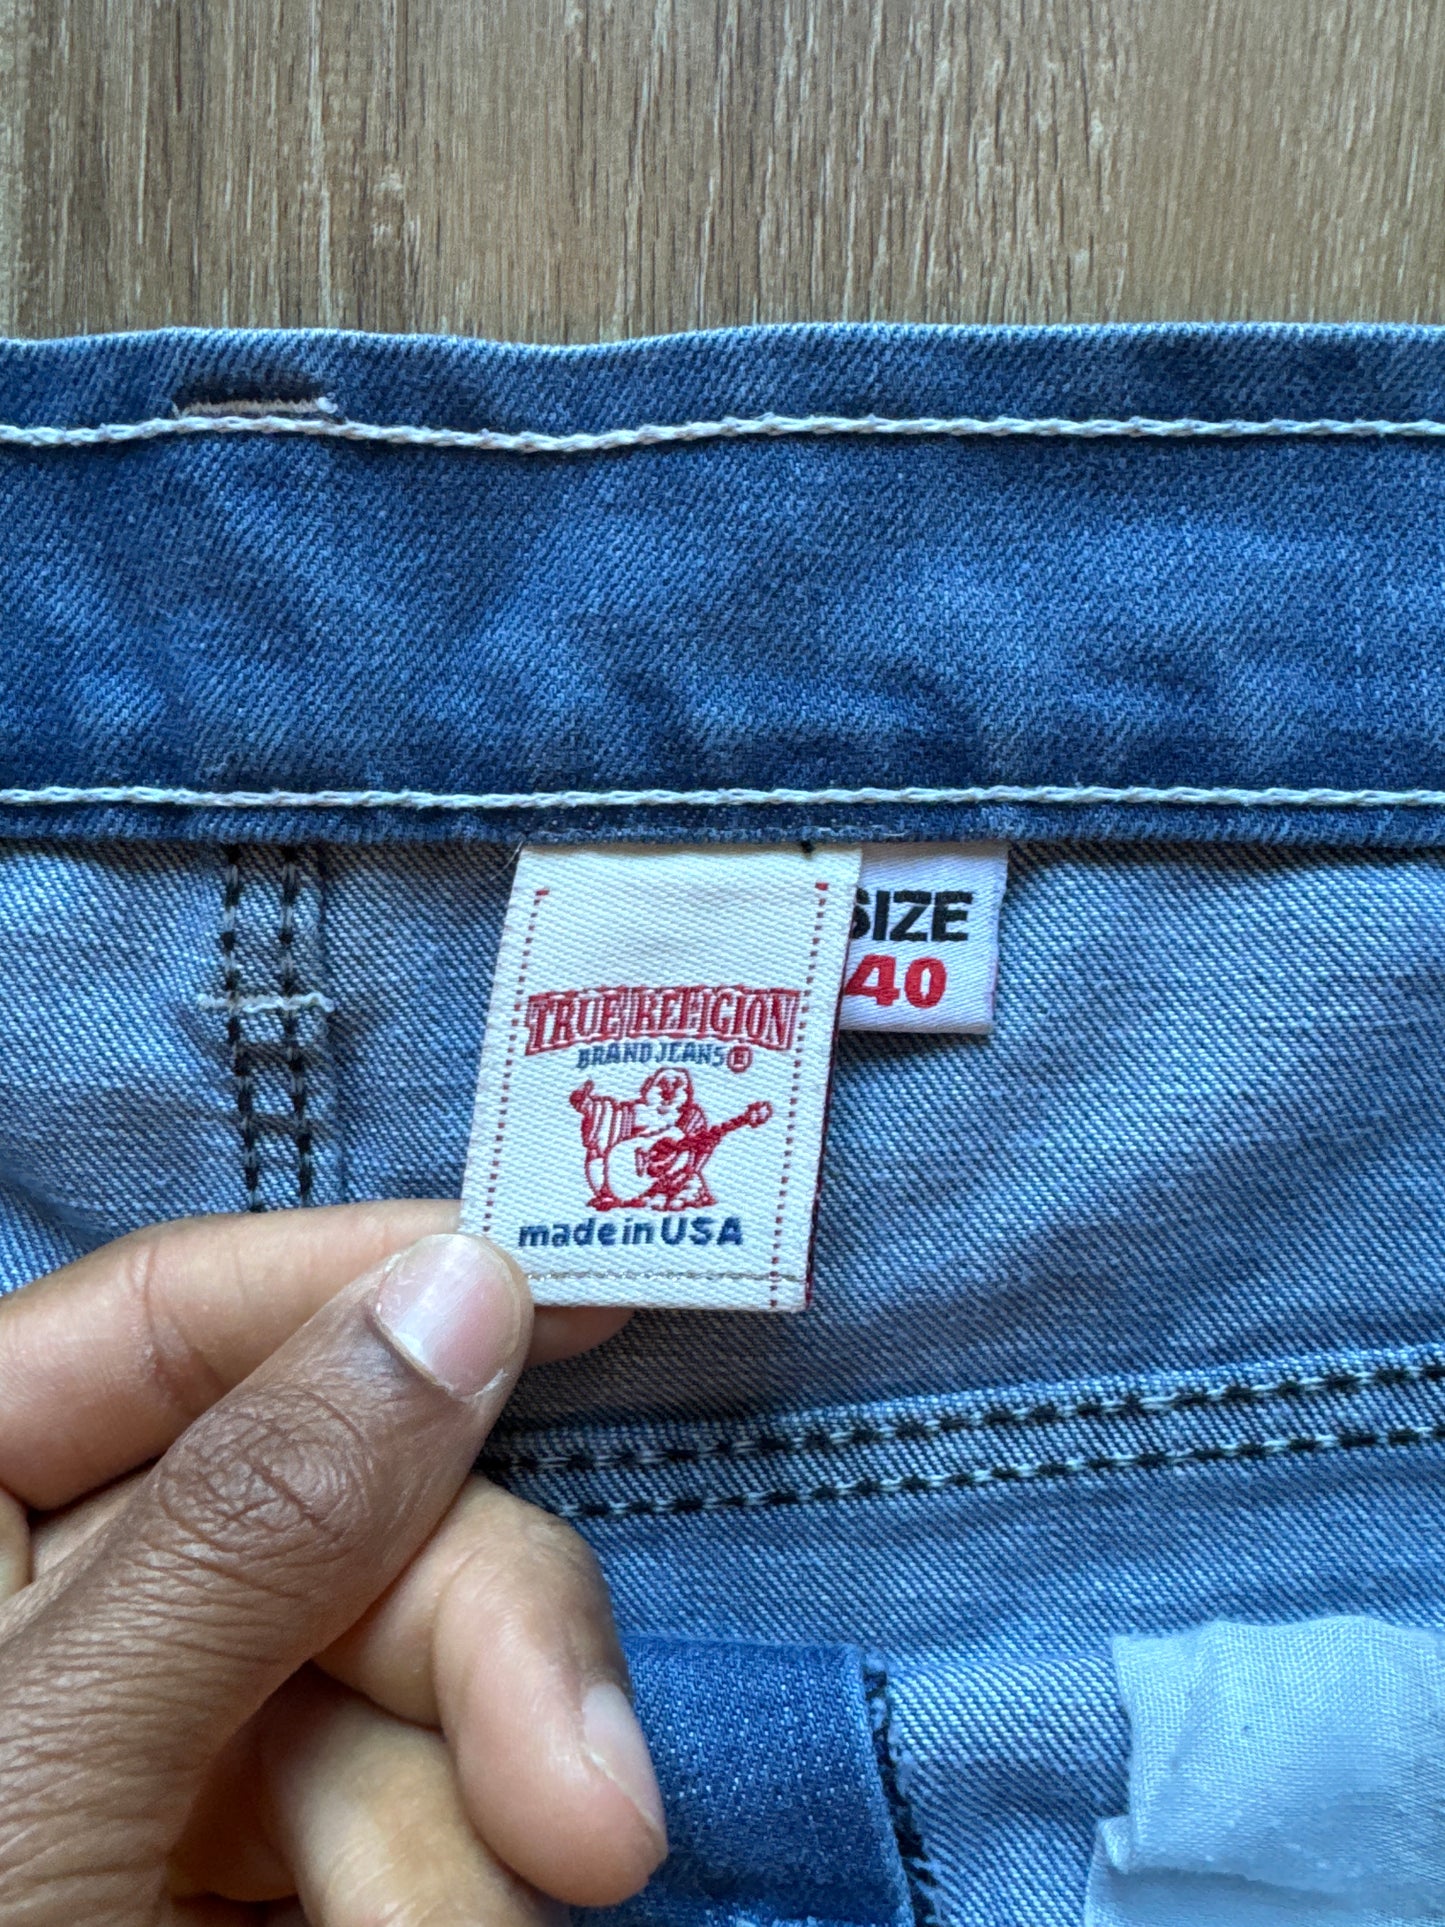 TRUE RELIGION
BRAND JEANS®
made in USA
SIZE
40